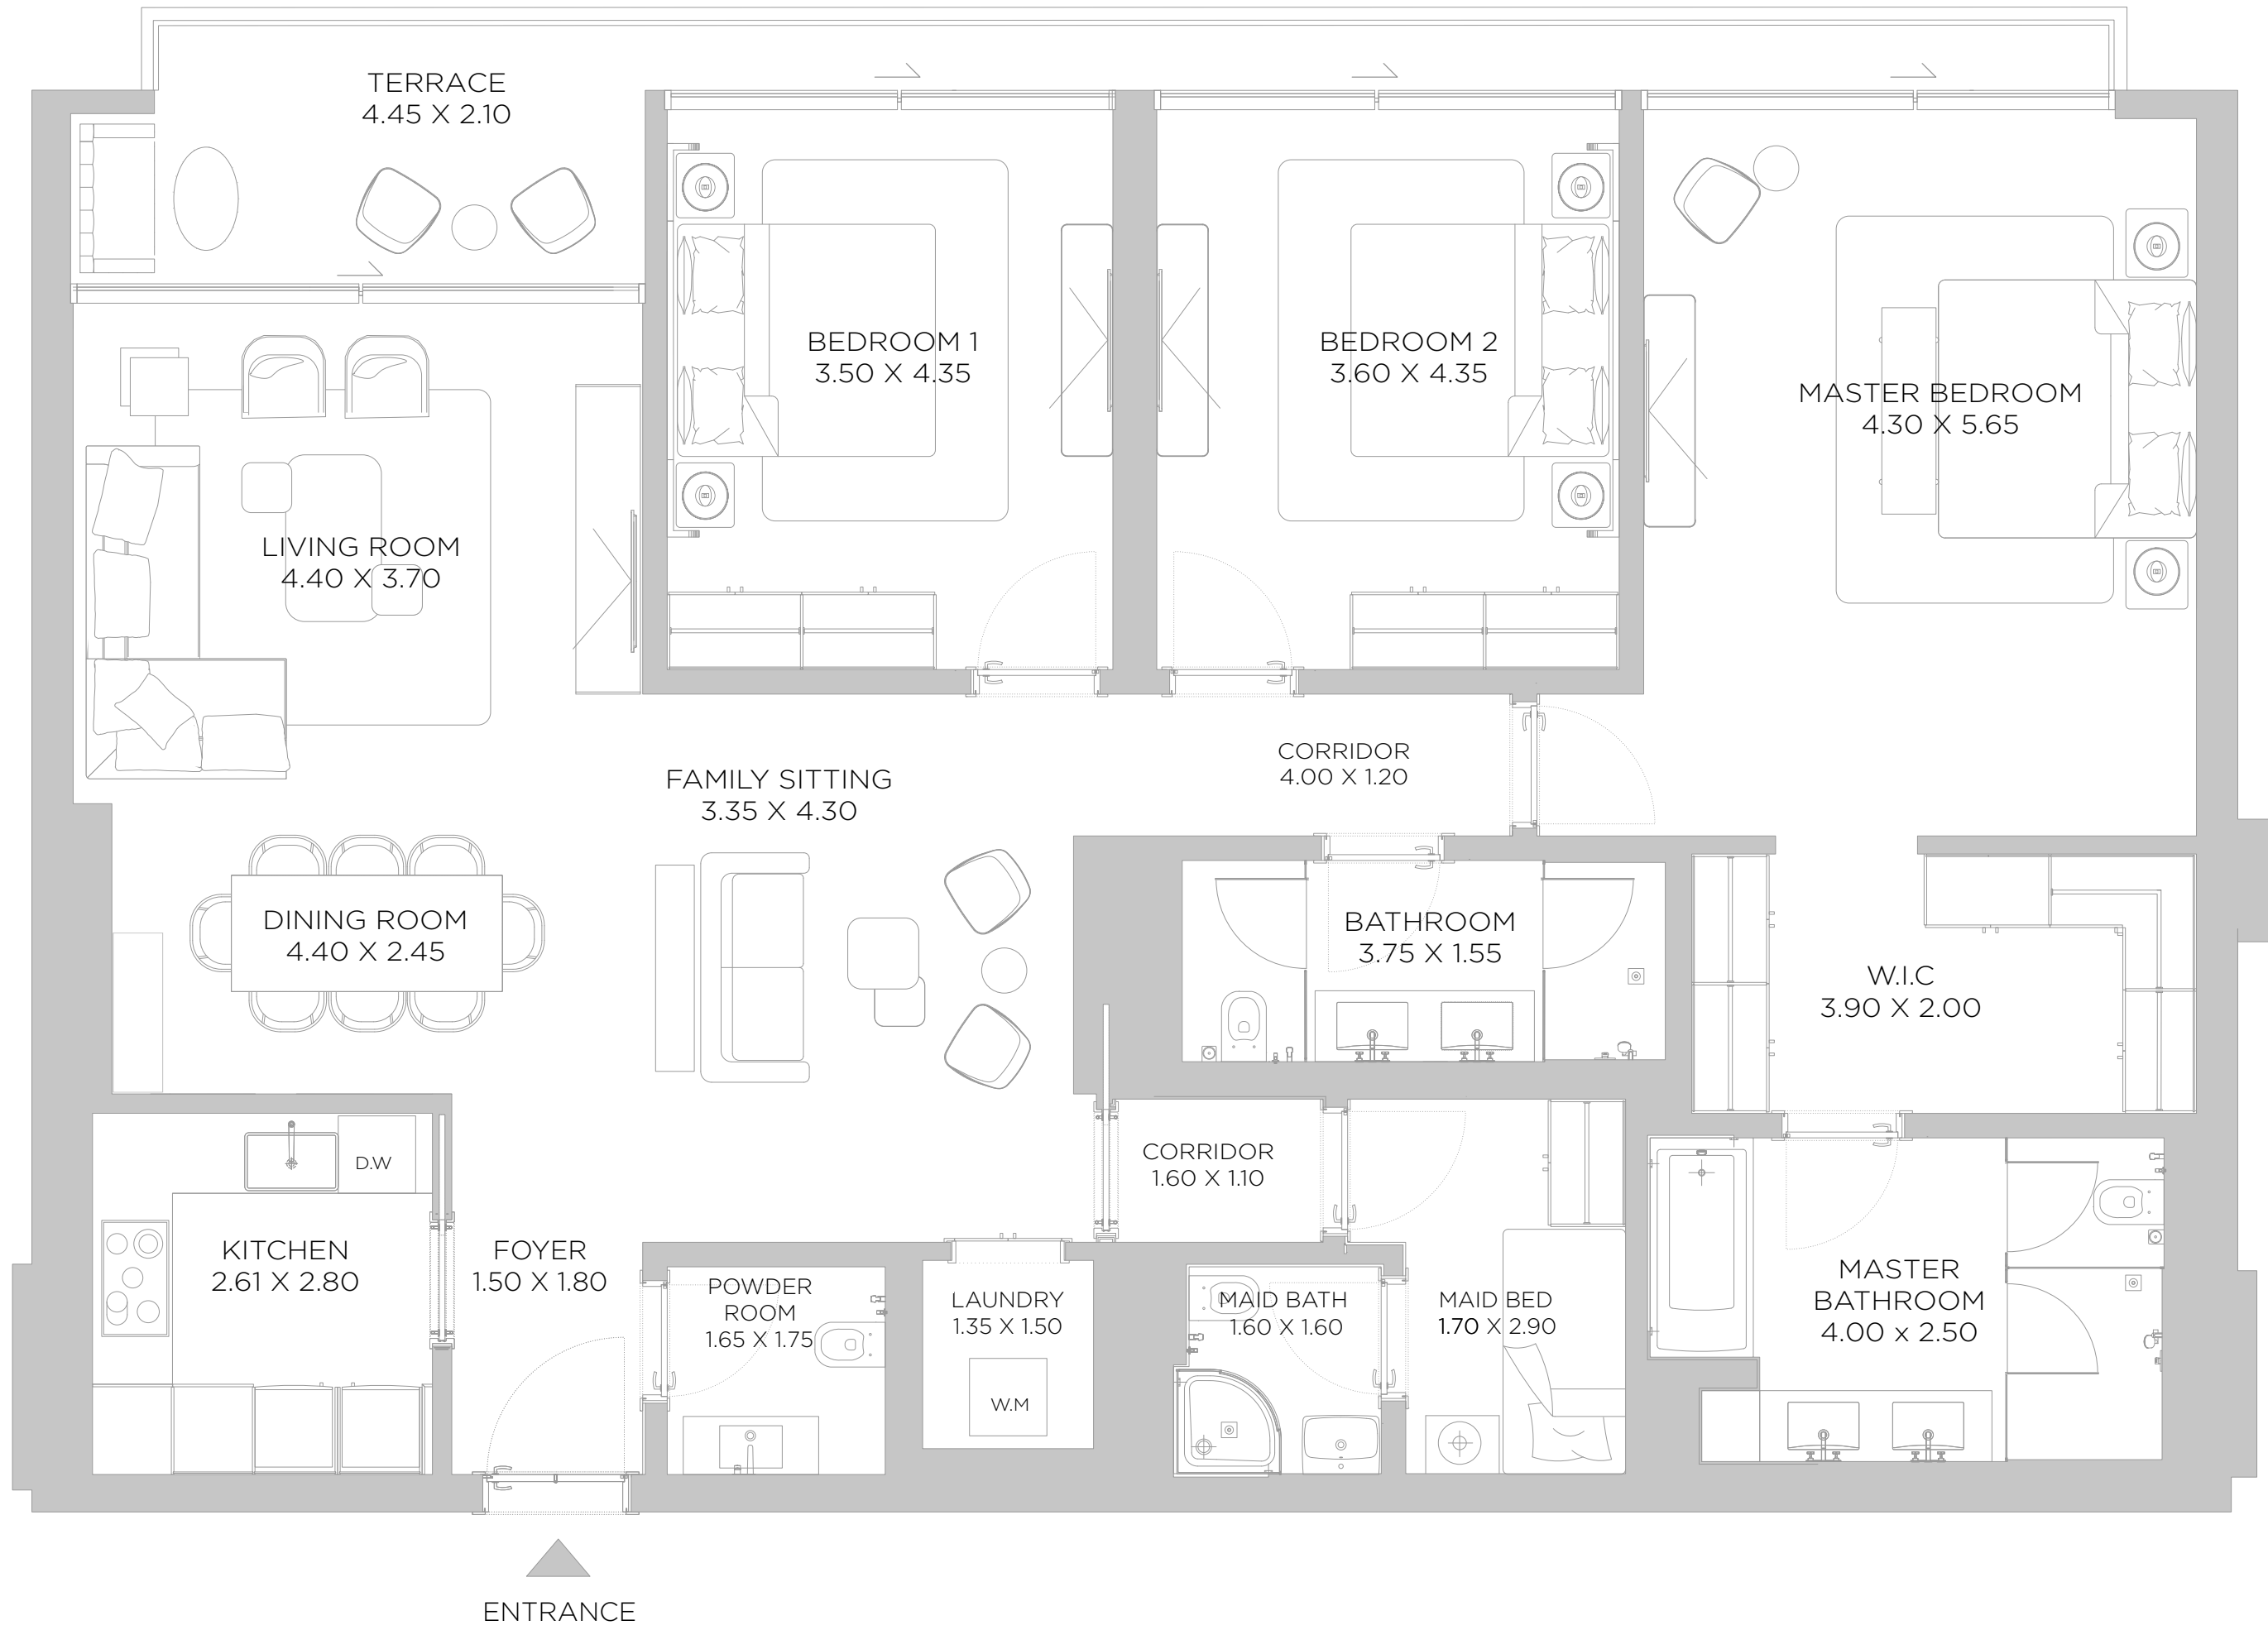 TERRACE
4.45 X 2.10
BEDROOM 1
3.50 X 4.35
BEDROOM 2
3.60 X 4.35
MASTER BEDROOM
4.30 X 5.65
LIVING ROOM
4.40 X 3.70
FAMILY SITTING
3.35 X 4.30
CORRIDOR
4.00 X 1.20
DINING ROOM
4.40 X 2.45
BATHROOM
3.75 X 1.55
W.I.C
3.90 X 2.00
D.W
KITCHEN
2.61 X 2.80
FOYER
1.50 X 1.80
POWDER
ROOM
1.65 X 1.75
LAUNDRY
1.35 X 1.50
W.M
CORRIDOR
1.60 X 1.10
MAID BATH
1.60 X 1.60
MAID BED
1.70 X 2.90
MASTER
BATHROOM
4.00 x 2.50
ENTRANCE